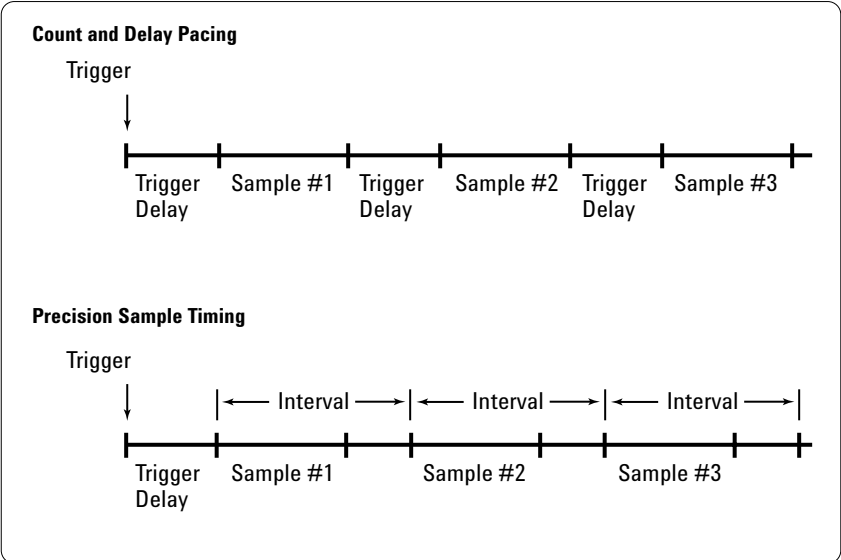 Count and Delay Pacing
Trigger
Trigger Delay
Sample #1
Trigger Delay
Sample #2
Trigger Delay
Sample #3
Precision Sample Timing
Trigger
Interval
Interval
Interval
Trigger Delay
Sample #1
Sample #2
Sample #3